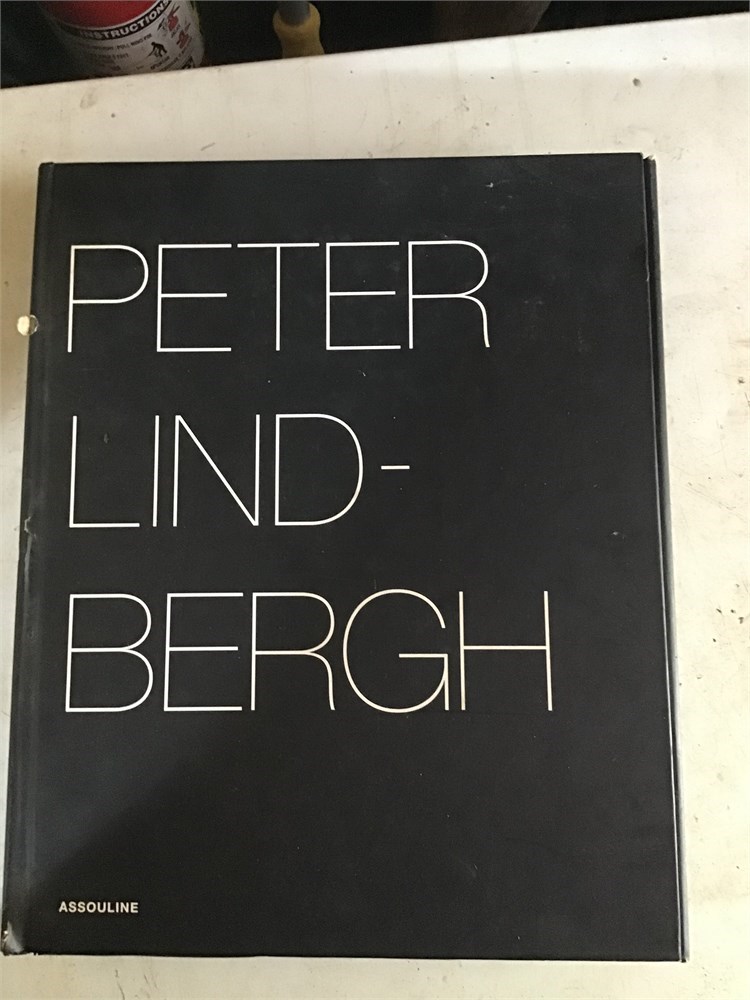 INSTRUCTIONS
PETER
LIND-
BERGH
ASSOULINE